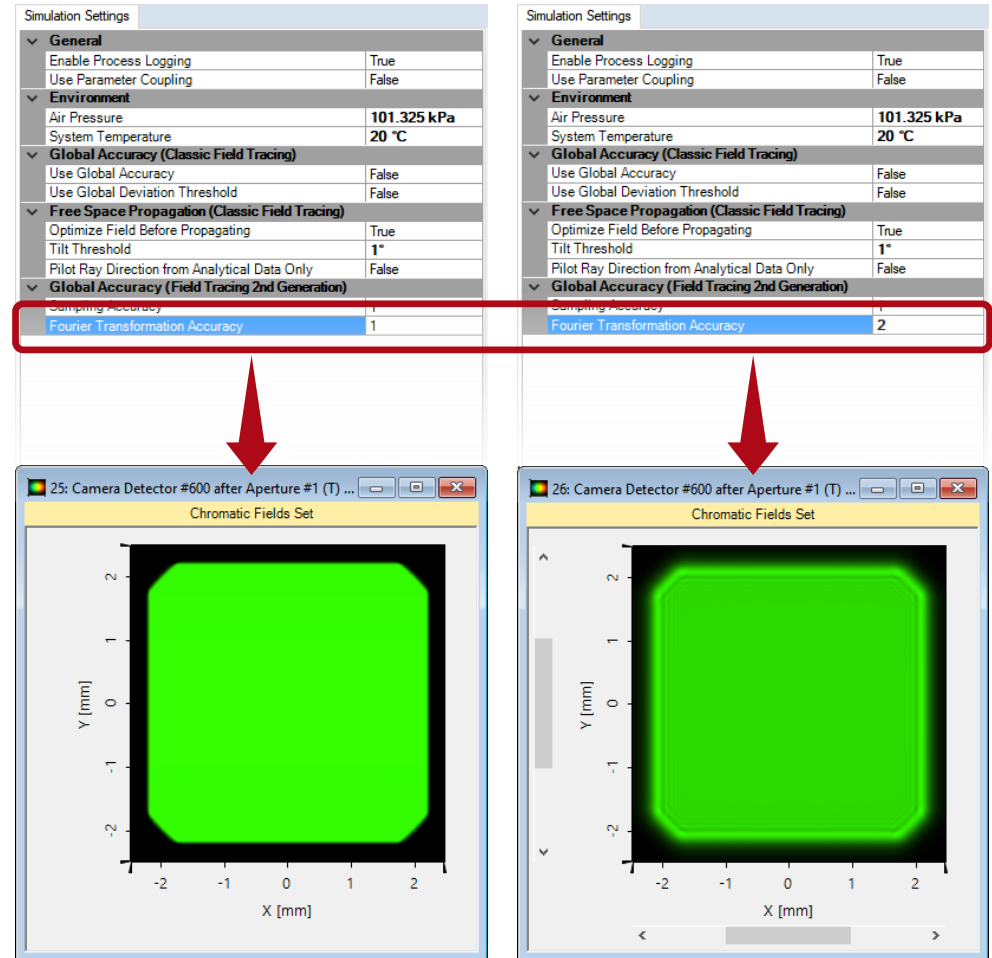 Simulation Settings
General
Enable Process Logging True
Use Parameter Coupling False
Environment
Air Pressure 101.325 kPa
System Temperature 20 °C
Global Accuracy (Classic Field Tracing)
Use Global Accuracy False
Use Global Deviation Threshold False
Free Space Propagation (Classic Field Tracing)
Optimize Field Before Propagating True
Tilt Threshold 1°
Pilot Ray Direction from Analytical Data Only False
Global Accuracy (Field Tracing 2nd Generation)
Sampling Accuracy 1
Fourier Transformation Accuracy 1
25: Camera Detector #600 after Aperture #1 (T) ...
Chromatic Fields Set
Y [mm]
2
1
0
-1
-2
-2 -1 0 1 2
X [mm]
Simulation Settings
General
Enable Process Logging True
Use Parameter Coupling False
Environment
Air Pressure 101.325 kPa
System Temperature 20 °C
Global Accuracy (Classic Field Tracing)
Use Global Accuracy False
Use Global Deviation Threshold False
Free Space Propagation (Classic Field Tracing)
Optimize Field Before Propagating True
Tilt Threshold 1°
Pilot Ray Direction from Analytical Data Only False
Global Accuracy (Field Tracing 2nd Generation)
Sampling Accuracy 1
Fourier Transformation Accuracy 2
26: Camera Detector #600 after Aperture #1 (T) ...
Chromatic Fields Set
Y [mm]
2
1
0
-1
-2
-2 -1 0 1 2
X [mm]